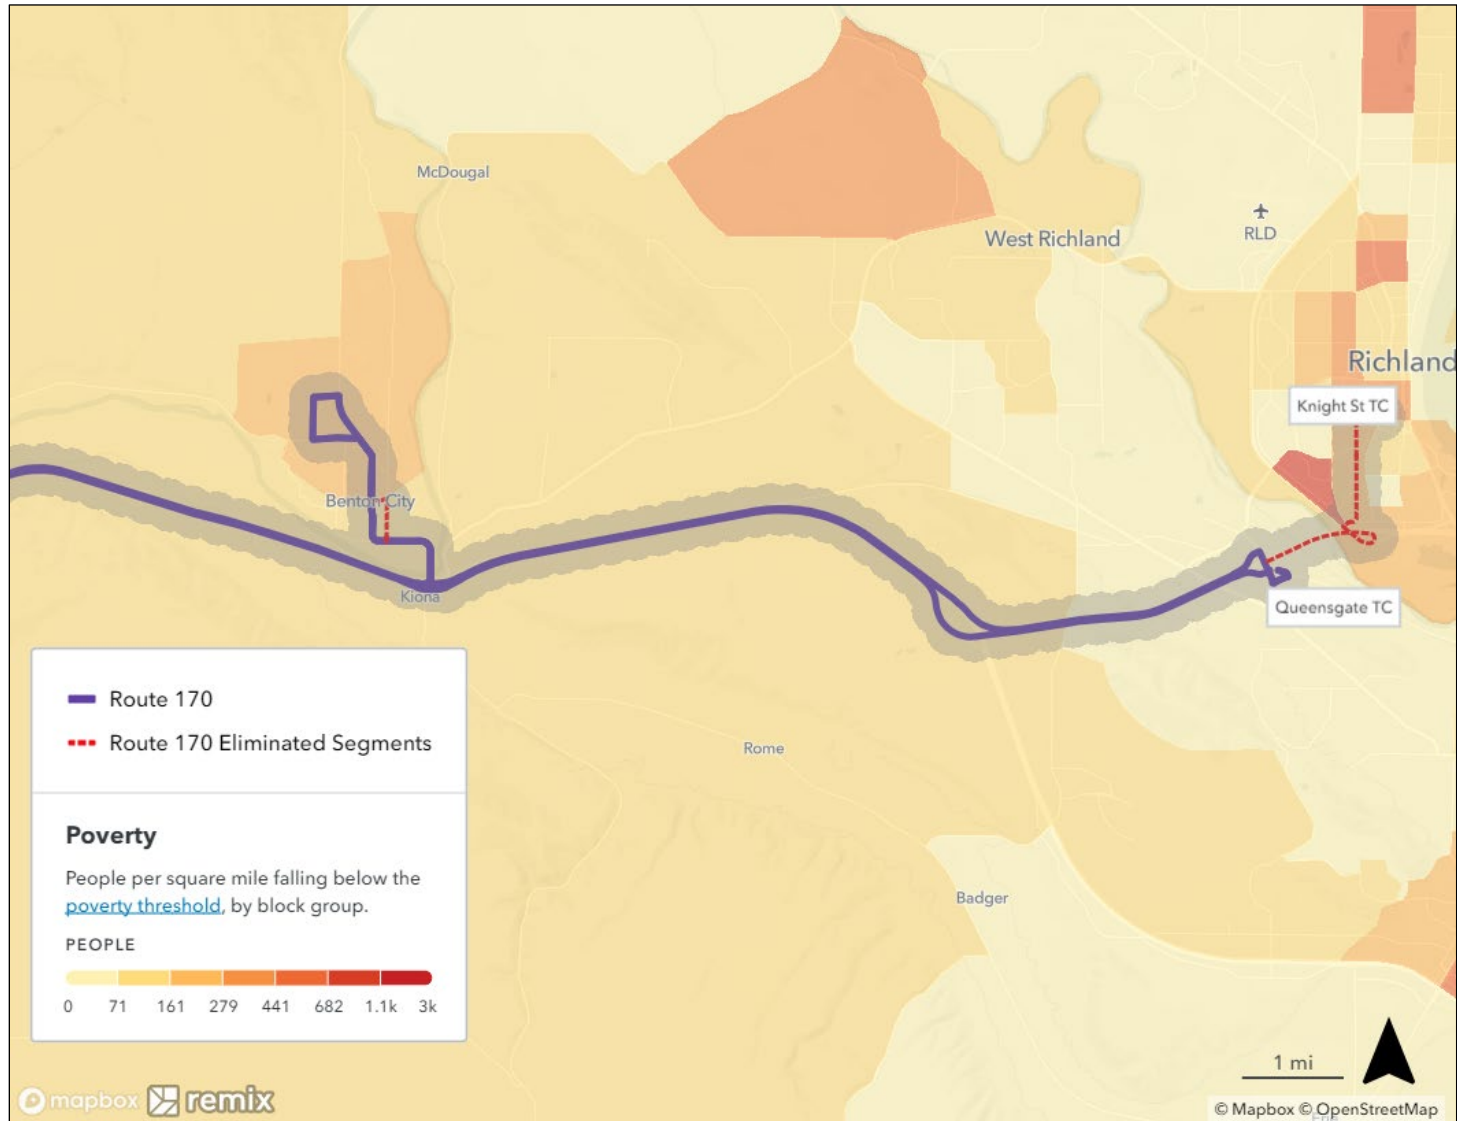 McDougal
West Richland
RLD
Richland
Knight St TC
Benton City
Kiona
Queensgate TC
Route 170
Route 170 Eliminated Segments
Rome
Poverty
People per square mile falling below the
poverty threshold, by block group.
PEOPLE
0 71 161 279 441 682 1.1k 3k
Badger
1 mi
mapbox remix
© Mapbox © OpenStreetMap